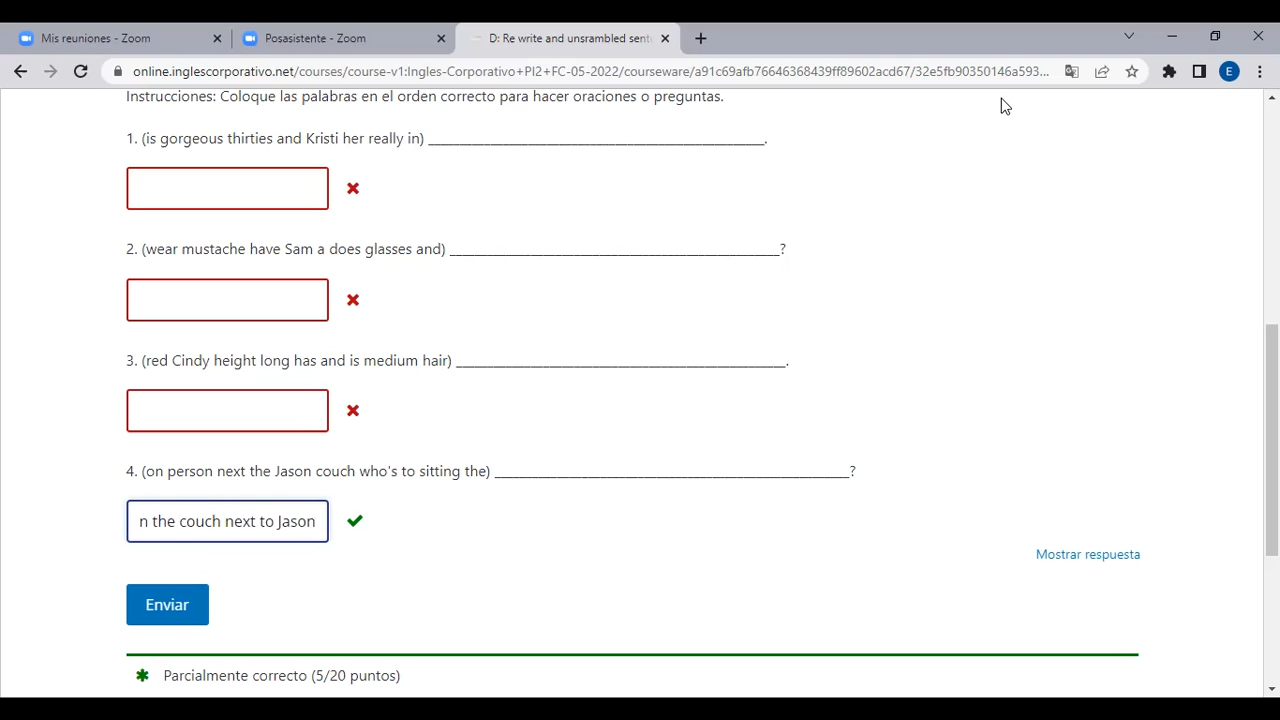 Mis reuniones - Zoom
Posasistente - Zoom
D: Re write and unsrambled sent
online.inglescorporativo.net/courses/course-v1:Ingles-Corporativo+PI2+FC-05-2022/courseware/a91c69afb76646368439ff89602acd67/32e5fb90350146a593...
E
Instrucciones: Coloque las palabras en el orden correcto para hacer oraciones o preguntas.
1. (is gorgeous thirties and Kristi her really in) ________________________________________.
2. (wear mustache have Sam a does glasses and) ________________________________________?
3. (red Cindy height long has and is medium hair) ________________________________________.
4. (on person next the Jason couch who's to sitting the) ________________________________________?
n the couch next to Jason
Mostrar respuesta
Enviar
Parcialmente correcto (5/20 puntos)